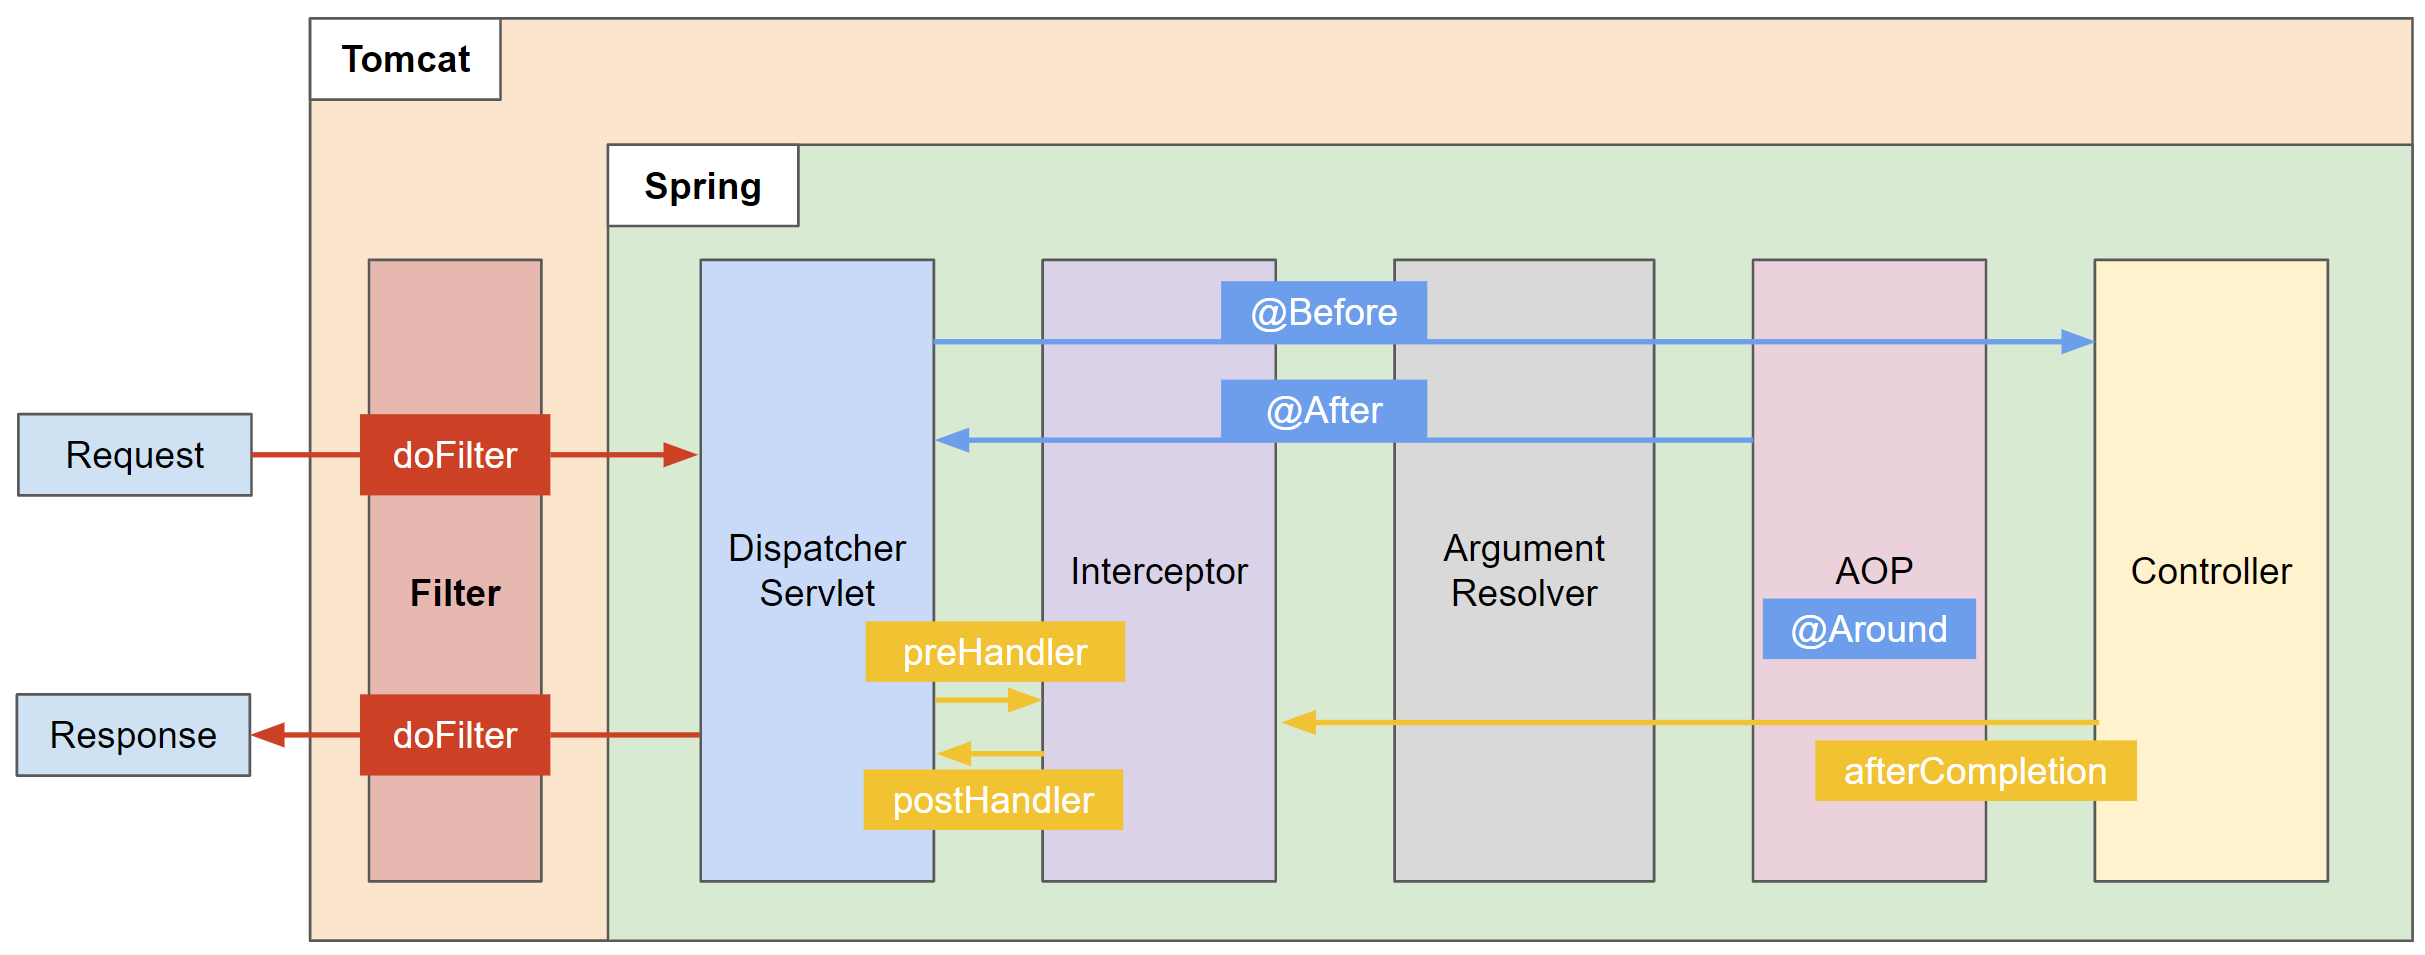 Tomcat
Spring
@Before
@After
Request
doFilter
Dispatcher
Servlet
Interceptor
Argument
Resolver
AOP
Controller
Filter
@Around
preHandler
Response
doFilter
postHandler
afterCompletion